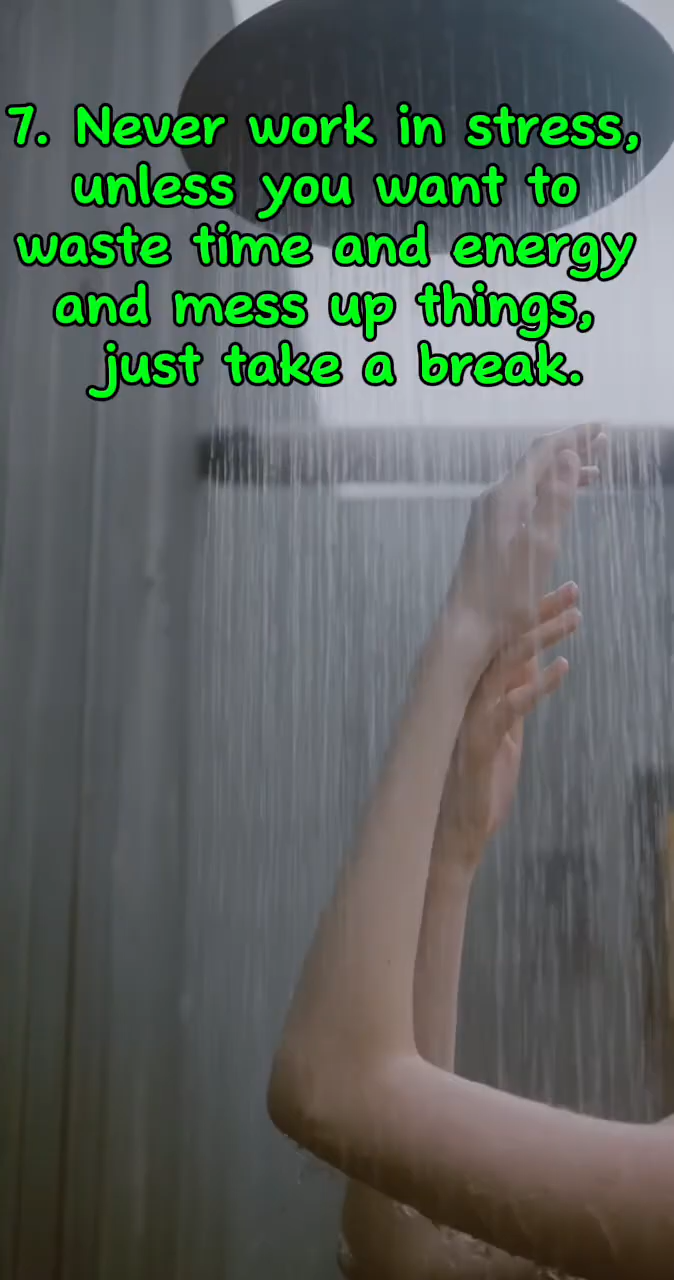 7. Never work in stress,
unless you want to
waste time and energy
and mess up things,
just take a break.